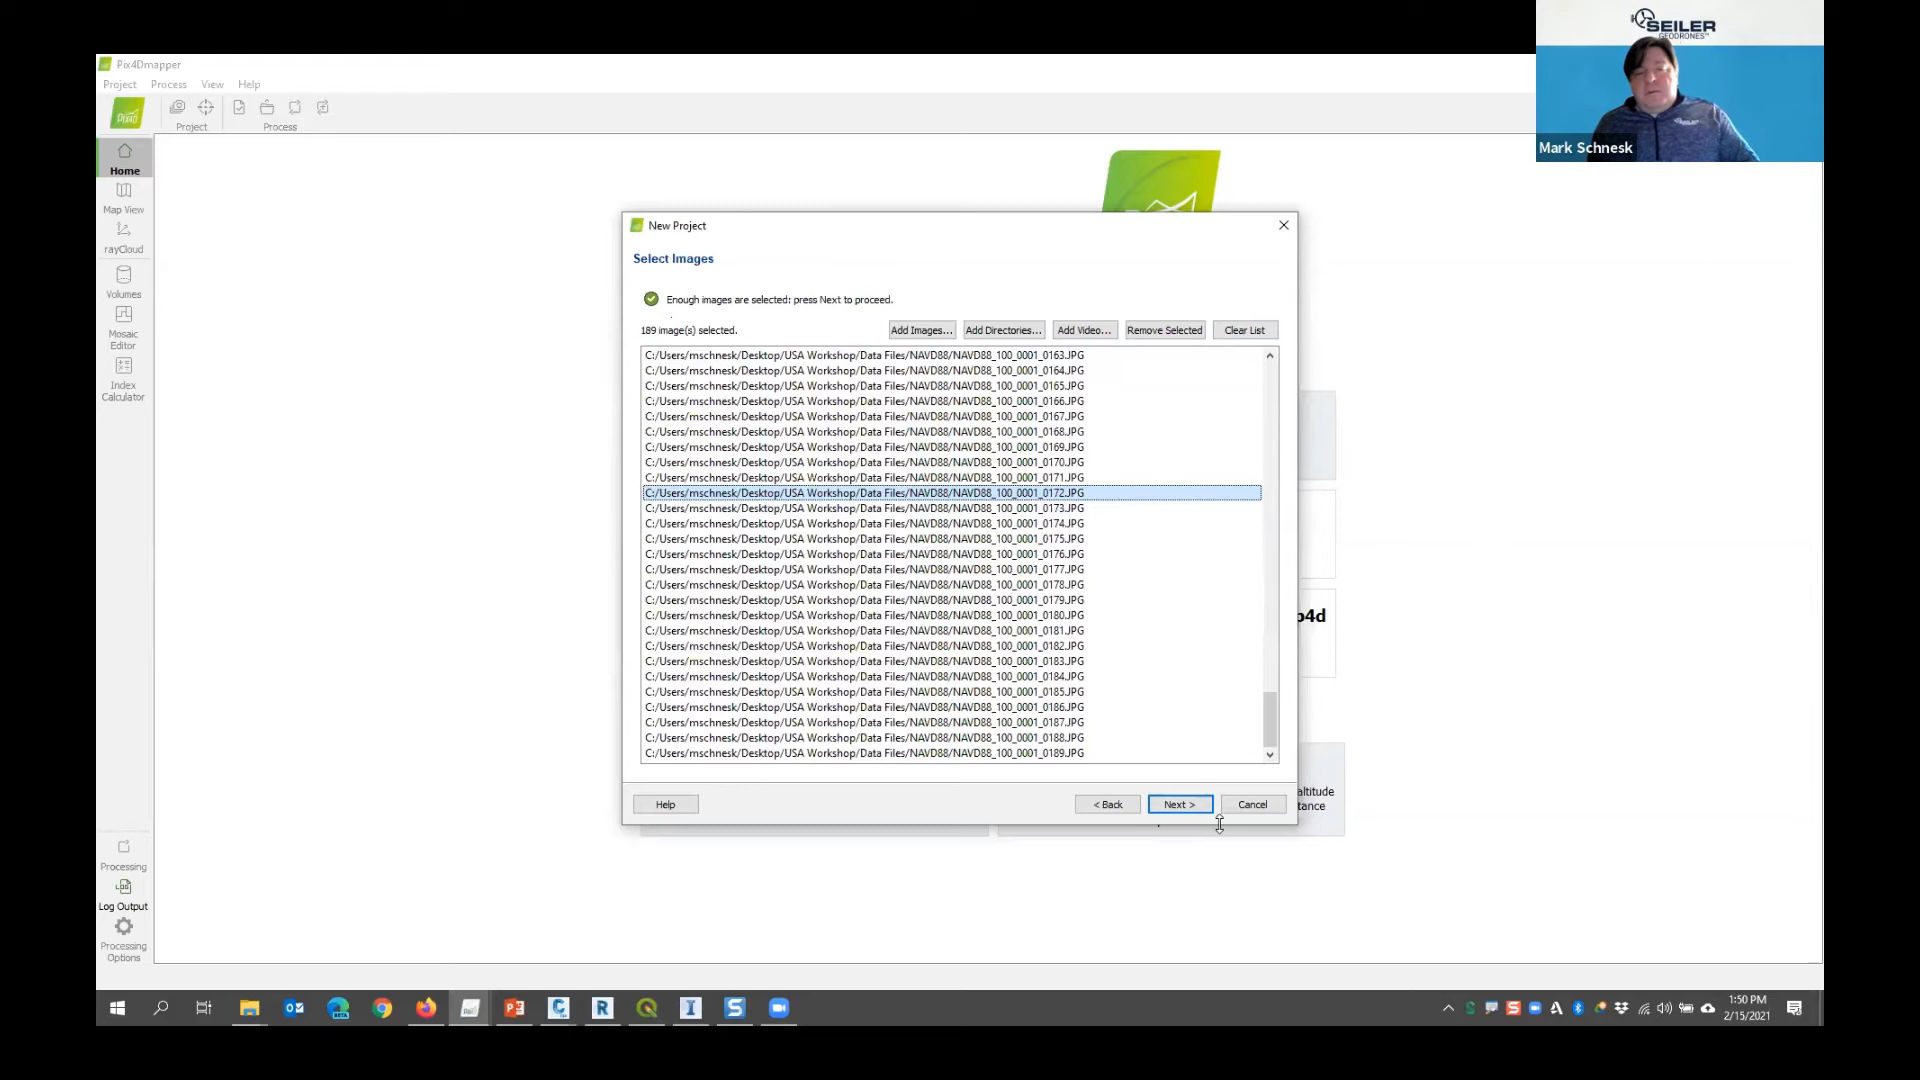 SEILER
GEODRONES™
Mark Schnesk
Pix4Dmapper
Project Process View Help
PIX4D
Project Process
Home
Map View
rayCloud
Volumes
Mosaic
Editor
Index
Calculator
Processing
Log Output
Processing
Options
New Project
Select Images
Enough images are selected: press Next to proceed.
189 image(s) selected.
Add Images... Add Directories... Add Video... Remove Selected Clear List
C:/Users/mschnesk/Desktop/USA Workshop/Data Files/NAVD88/NAVD88_100_0001_0163.JPG
C:/Users/mschnesk/Desktop/USA Workshop/Data Files/NAVD88/NAVD88_100_0001_0164.JPG
C:/Users/mschnesk/Desktop/USA Workshop/Data Files/NAVD88/NAVD88_100_0001_0165.JPG
C:/Users/mschnesk/Desktop/USA Workshop/Data Files/NAVD88/NAVD88_100_0001_0166.JPG
C:/Users/mschnesk/Desktop/USA Workshop/Data Files/NAVD88/NAVD88_100_0001_0167.JPG
C:/Users/mschnesk/Desktop/USA Workshop/Data Files/NAVD88/NAVD88_100_0001_0168.JPG
C:/Users/mschnesk/Desktop/USA Workshop/Data Files/NAVD88/NAVD88_100_0001_0169.JPG
C:/Users/mschnesk/Desktop/USA Workshop/Data Files/NAVD88/NAVD88_100_0001_0170.JPG
C:/Users/mschnesk/Desktop/USA Workshop/Data Files/NAVD88/NAVD88_100_0001_0171.JPG
C:/Users/mschnesk/Desktop/USA Workshop/Data Files/NAVD88/NAVD88_100_0001_0172.JPG
C:/Users/mschnesk/Desktop/USA Workshop/Data Files/NAVD88/NAVD88_100_0001_0173.JPG
C:/Users/mschnesk/Desktop/USA Workshop/Data Files/NAVD88/NAVD88_100_0001_0174.JPG
C:/Users/mschnesk/Desktop/USA Workshop/Data Files/NAVD88/NAVD88_100_0001_0175.JPG
C:/Users/mschnesk/Desktop/USA Workshop/Data Files/NAVD88/NAVD88_100_0001_0176.JPG
C:/Users/mschnesk/Desktop/USA Workshop/Data Files/NAVD88/NAVD88_100_0001_0177.JPG
C:/Users/mschnesk/Desktop/USA Workshop/Data Files/NAVD88/NAVD88_100_0001_0178.JPG
C:/Users/mschnesk/Desktop/USA Workshop/Data Files/NAVD88/NAVD88_100_0001_0179.JPG
C:/Users/mschnesk/Desktop/USA Workshop/Data Files/NAVD88/NAVD88_100_0001_0180.JPG
C:/Users/mschnesk/Desktop/USA Workshop/Data Files/NAVD88/NAVD88_100_0001_0181.JPG
C:/Users/mschnesk/Desktop/USA Workshop/Data Files/NAVD88/NAVD88_100_0001_0182.JPG
C:/Users/mschnesk/Desktop/USA Workshop/Data Files/NAVD88/NAVD88_100_0001_0183.JPG
C:/Users/mschnesk/Desktop/USA Workshop/Data Files/NAVD88/NAVD88_100_0001_0184.JPG
C:/Users/mschnesk/Desktop/USA Workshop/Data Files/NAVD88/NAVD88_100_0001_0185.JPG
C:/Users/mschnesk/Desktop/USA Workshop/Data Files/NAVD88/NAVD88_100_0001_0186.JPG
C:/Users/mschnesk/Desktop/USA Workshop/Data Files/NAVD88/NAVD88_100_0001_0187.JPG
C:/Users/mschnesk/Desktop/USA Workshop/Data Files/NAVD88/NAVD88_100_0001_0188.JPG
C:/Users/mschnesk/Desktop/USA Workshop/Data Files/NAVD88/NAVD88_100_0001_0189.JPG
Help < Back Next > Cancel
p4d
altitude
tance
1:50 PM
2/15/2021